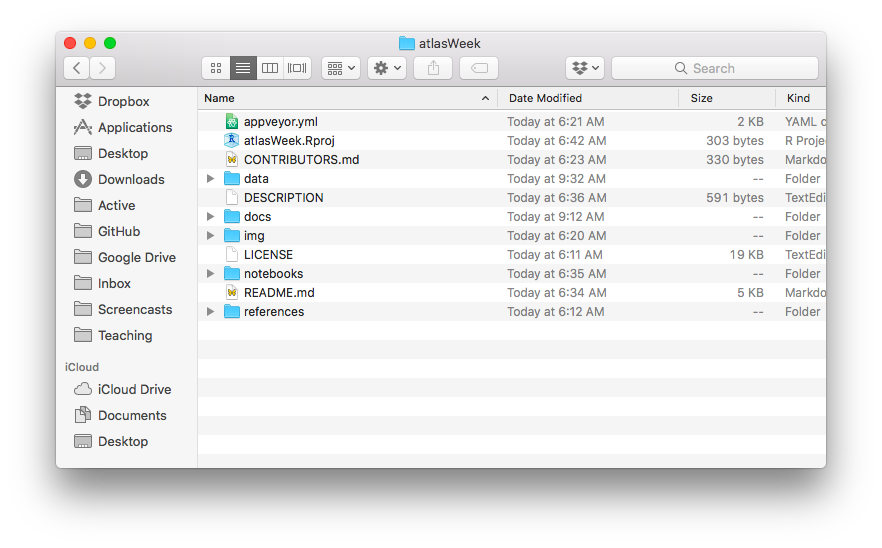 atlasWeek
Search
Dropbox
Applications
Desktop
Downloads
Active
GitHub
Google Drive
Inbox
Screencasts
Teaching
iCloud
iCloud Drive
Documents
Desktop
Name Date Modified Size Kind
appveyor.yml Today at 6:21 AM 2 KB YAML d
atlasWeek.Rproj Today at 6:42 AM 303 bytes R Proje
CONTRIBUTORS.md Today at 6:23 AM 330 bytes Markdo
data Today at 9:32 AM -- Folder
DESCRIPTION Today at 6:36 AM 591 bytes TextEdi
docs Today at 9:12 AM -- Folder
img Today at 6:20 AM -- Folder
LICENSE Today at 6:11 AM 19 KB TextEdi
notebooks Today at 6:35 AM -- Folder
README.md Today at 6:34 AM 5 KB Markdo
references Today at 6:12 AM -- Folder